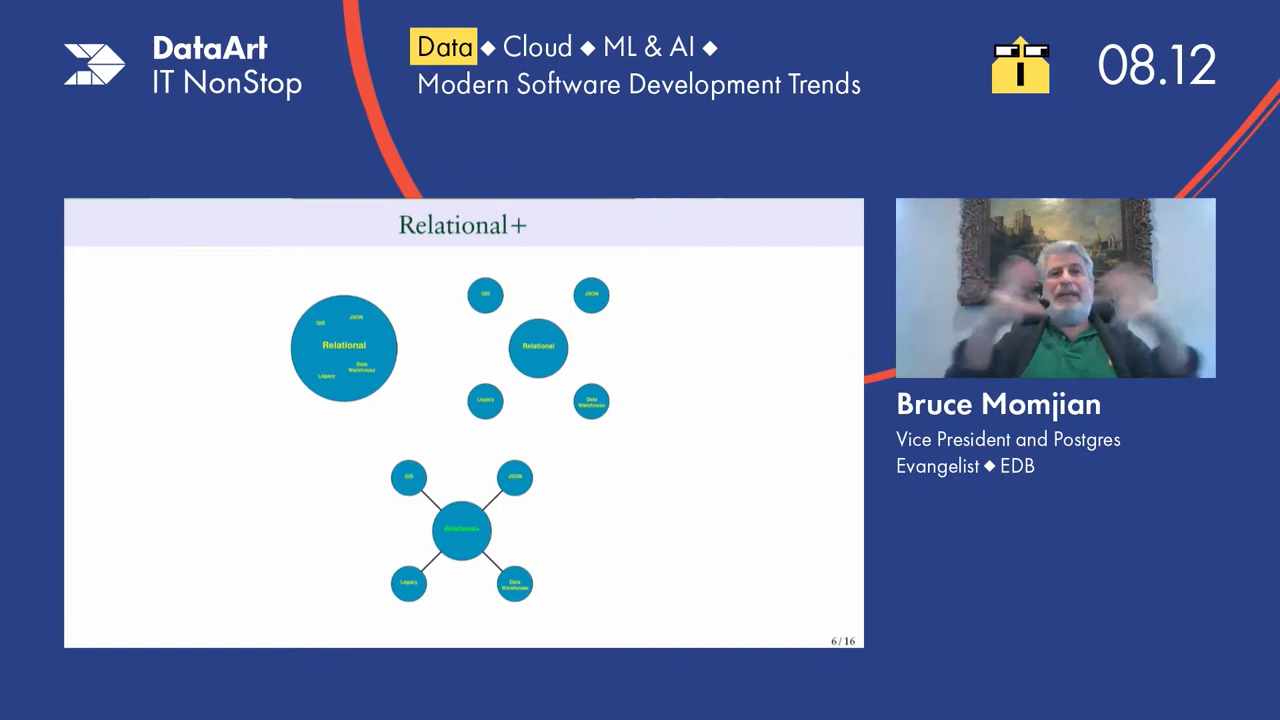 DataArt
IT NonStop
Data ◆ Cloud ◆ ML & AI ◆
Modern Software Development Trends
08.12
Relational+
GIS
JSON
Relational
Legacy
Data
Warehouse
GIS
JSON
Relational
Legacy
Data
Warehouse
GIS
JSON
Relational+
Legacy
Data
Warehouse
6/16
Bruce Momjian
Vice President and Postgres
Evangelist ◆ EDB